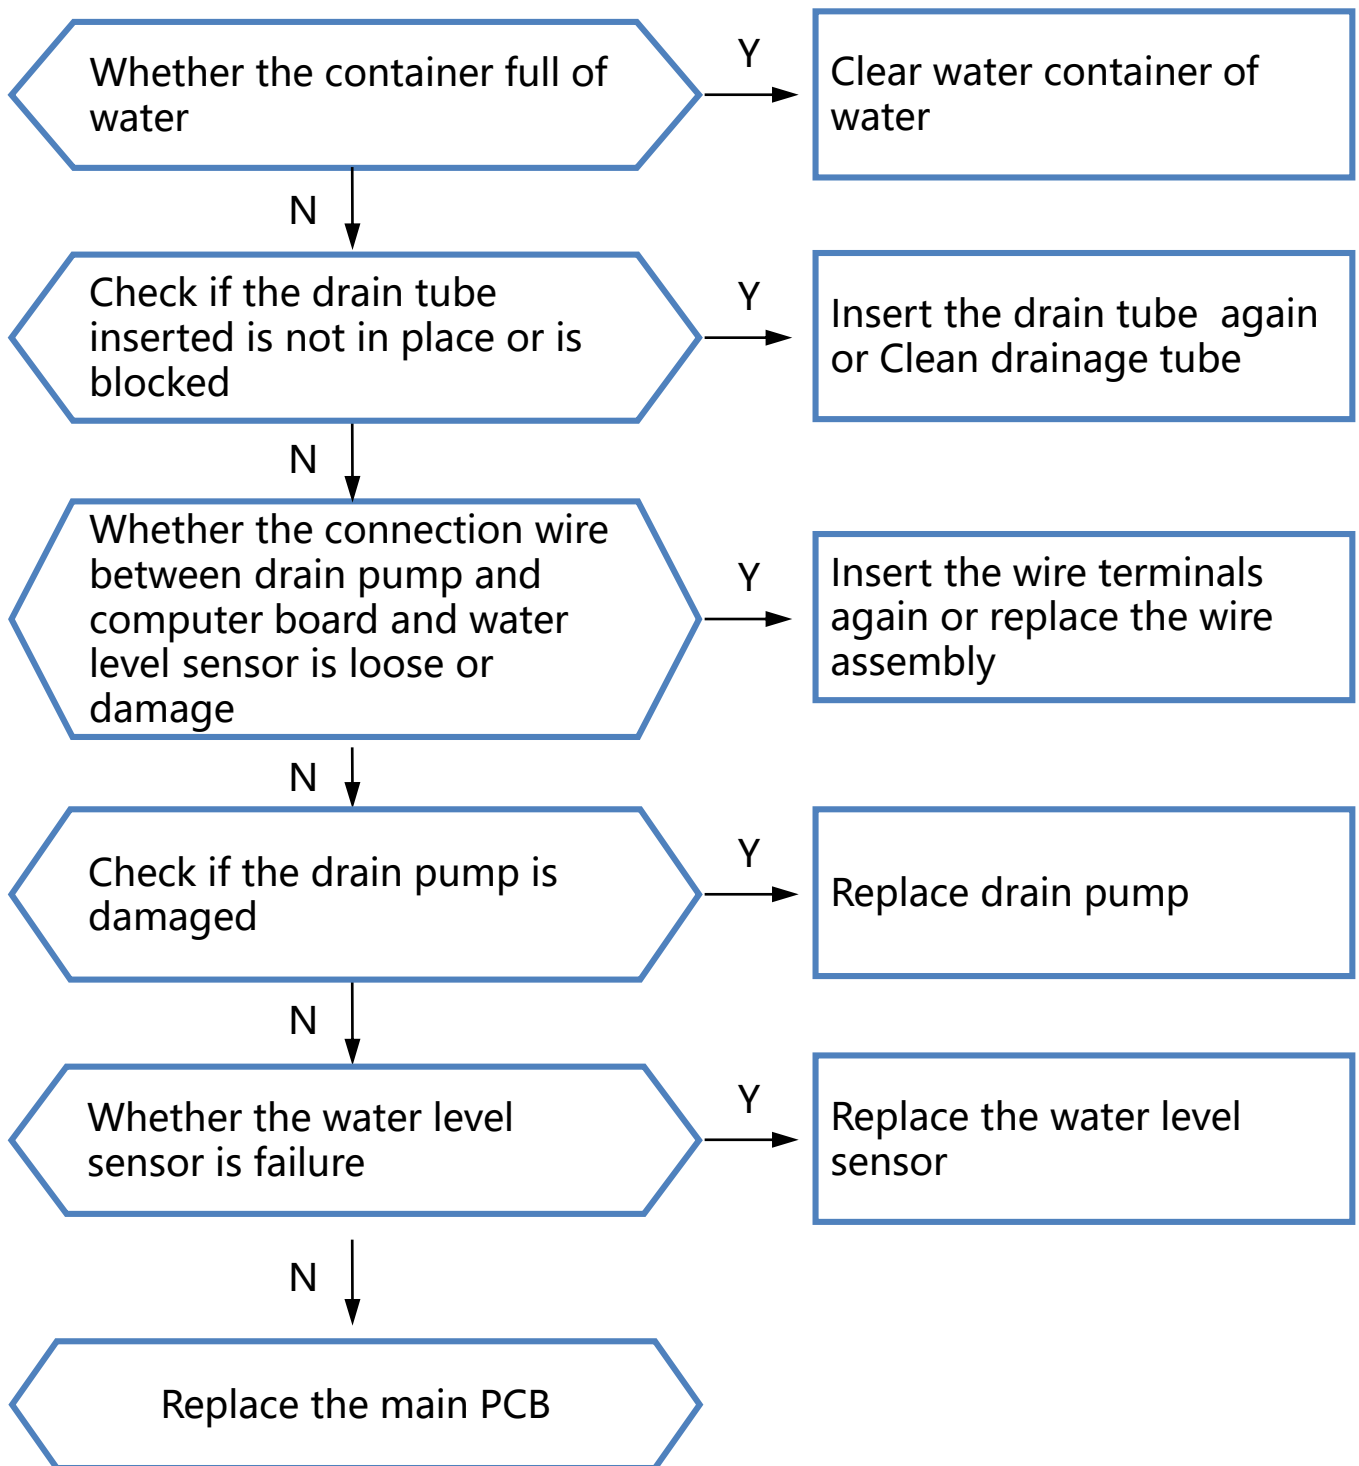 Whether the container full of
water
Y
Clear water container of
water
N
Check if the drain tube
inserted is not in place or is
blocked
Y
Insert the drain tube  again
or Clean drainage tube
N
Whether the connection wire
between drain pump and
computer board and water
level sensor is loose or
damage
Y
Insert the wire terminals
again or replace the wire
assembly
N
Check if the drain pump is
damaged
Y
Replace drain pump
N
Whether the water level
sensor is failure
Y
Replace the water level
sensor
N
Replace the main PCB